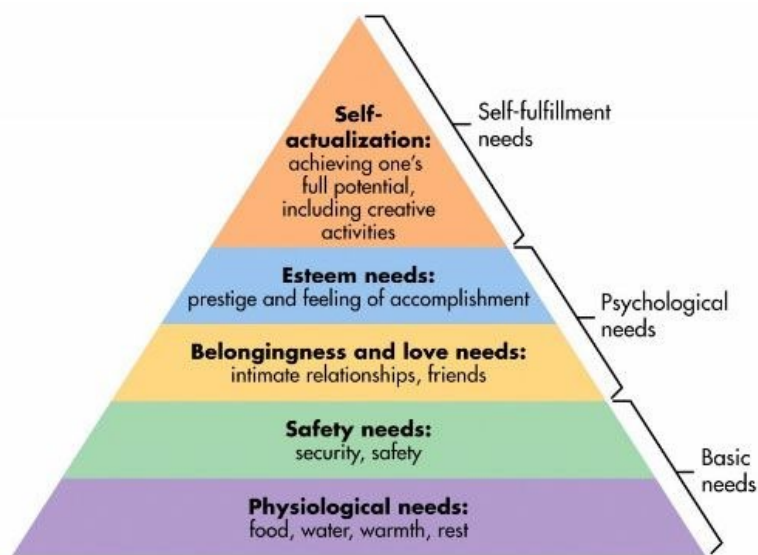 Self-
actualization:
achieving one's
full potential,
including creative
activities
Self-fulfillment
needs
Esteem needs:
prestige and feeling of accomplishment
Psychological
needs
Belongingness and love needs:
intimate relationships, friends
Safety needs:
security, safety
Basic
needs
Physiological needs:
food, water, warmth, rest